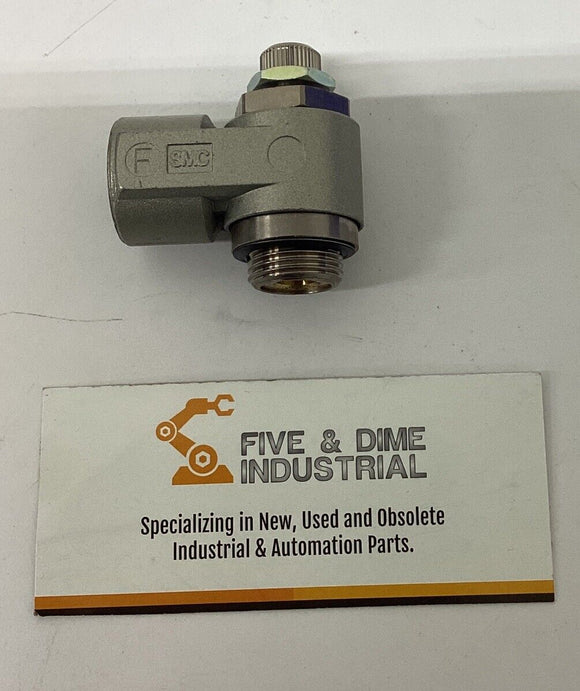 F SMC
FIVE & DIME
INDUSTRIAL
Specializing in New, Used and Obsolete
Industrial & Automation Parts.